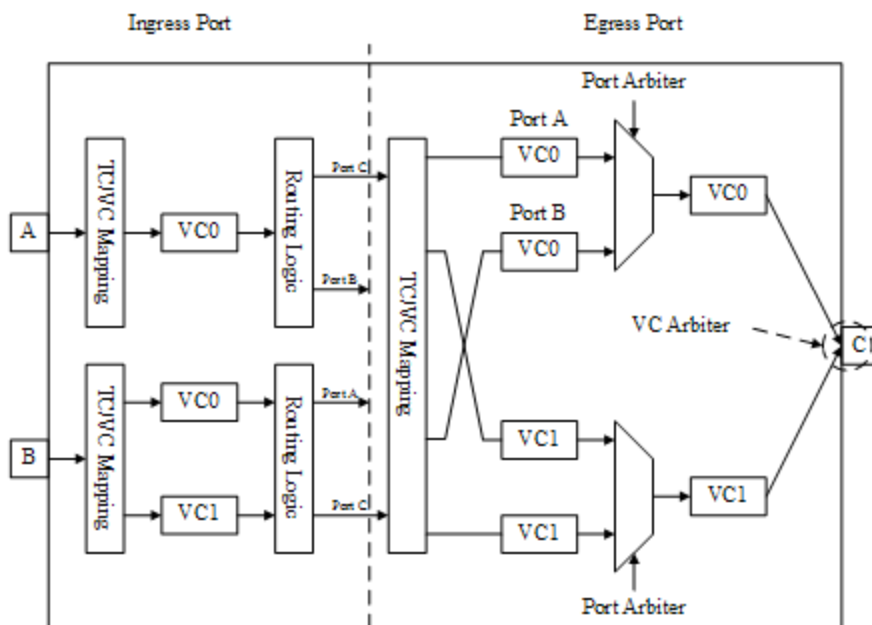 Ingress Port
Egress Port
Port Arbiter
Port A
VC0
Port B
VC0
VC0
A
TC/VC Mapping
VC0
Routing Logic
Port C
Port B
TC/VC Mapping
VC Arbiter
C1
B
TC/VC Mapping
VC0
VC1
Routing Logic
Port A
Port C
VC1
VC1
VC1
Port Arbiter